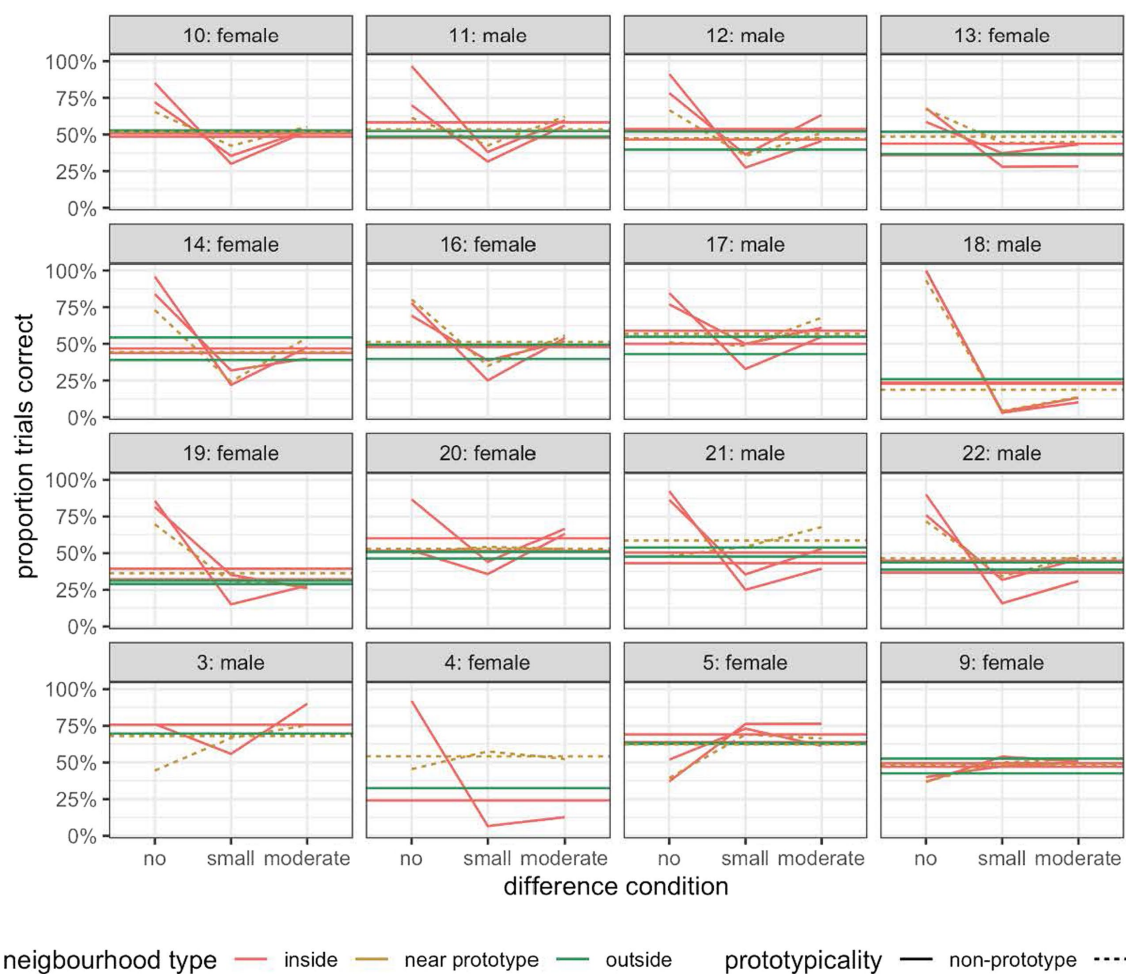 10: female 11: male 12: male 13: female
100%
75%
50%
25%
0%
14: female 16: female 17: male 18: male
100%
75%
50%
25%
0%
19: female 20: female 21: male 22: male
100%
75%
50%
25%
0%
3: male 4: female 5: female 9: female
100%
75%
50%
25%
0%
proportion trials correct
no small moderate no small moderate no small moderate no small moderate
difference condition
neigbourhood type inside near prototype outside prototypicality non-prototype